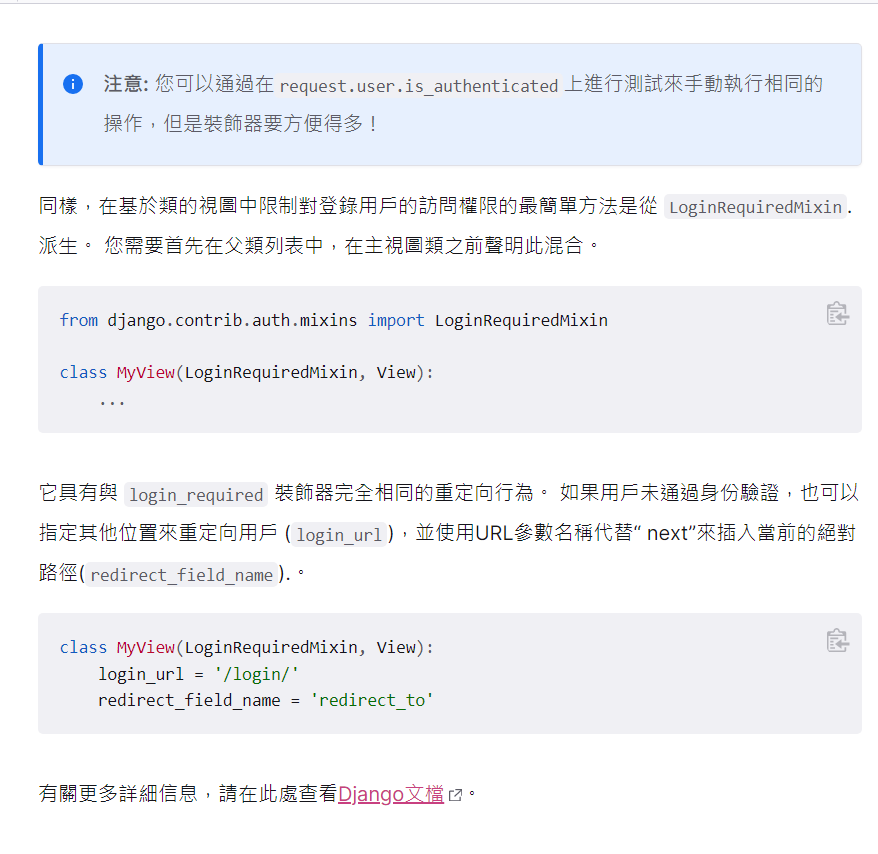 注意: 您可以通過在 request.user.is_authenticated 上進行測試來手動執行相同的
操作，但是裝飾器要方便得多！
同樣，在基於類的視圖中限制對登錄用戶的訪問權限的最簡單方法是從 LoginRequiredMixin.
派生。 您需要首先在父類列表中，在主視圖類之前聲明此混合。
from django.contrib.auth.mixins import LoginRequiredMixin
class MyView(LoginRequiredMixin, View):
    ...
它具有與 login_required 裝飾器完全相同的重定向行為。 如果用戶未通過身份驗證，也可以
指定其他位置來重定向用戶 (login_url)，並使用URL參數名稱代替“ next”來插入當前的絕對
路徑(redirect_field_name).。
class MyView(LoginRequiredMixin, View):
    login_url = '/login/'
    redirect_field_name = 'redirect_to'
有關更多詳細信息，請在此處查看Django文檔。